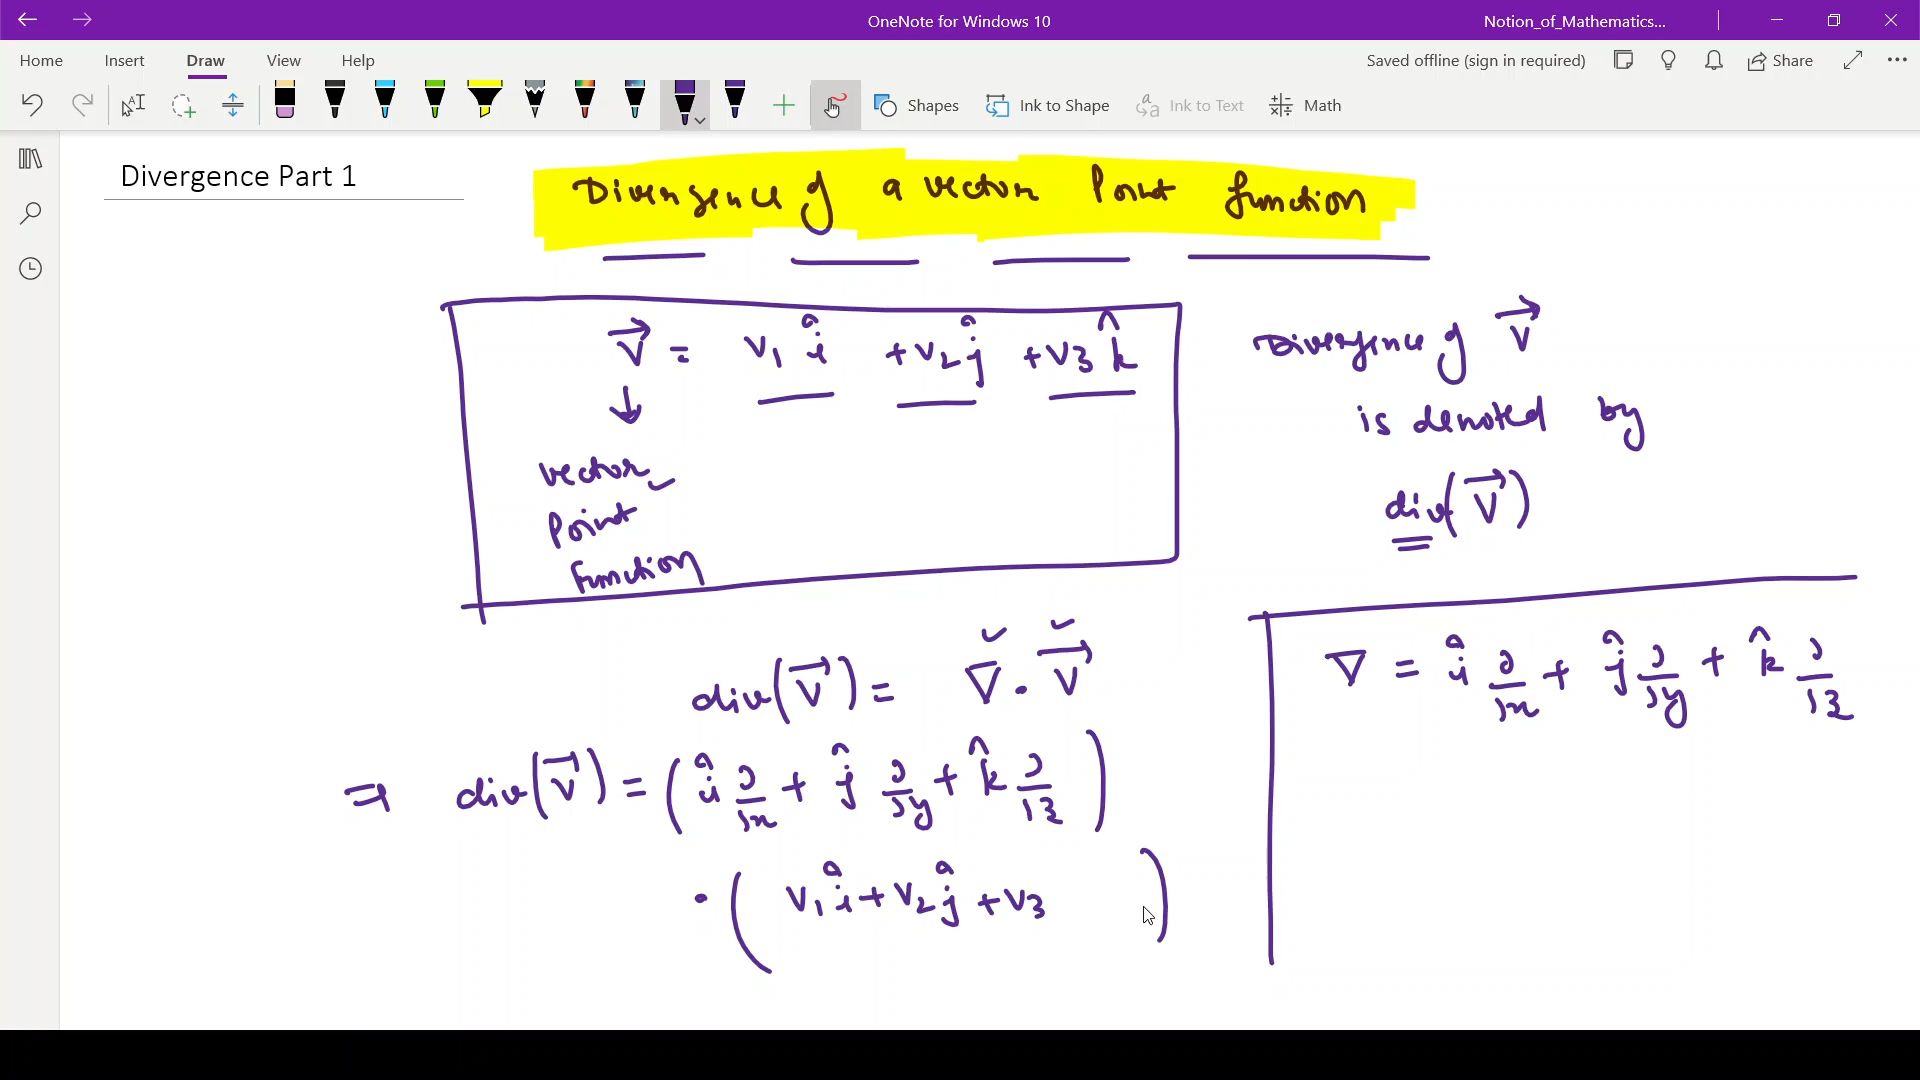 OneNote for Windows 10
Notion_of_Mathematics...
Home Insert Draw View Help
Saved offline (sign in required) Share
Shapes Ink to Shape Ink to Text Math
Divergence Part 1
Divergence of a vector Point function
V⃗ = v₁ î + v₂ ĵ + v₃ k̂
↓
vector
Point
function
Divergence of V⃗
is denoted by
div(V⃗)
div(V⃗) = ∇ . V⃗
∇ = î ∂/∂x + ĵ ∂/∂y + k̂ ∂/∂z
⇒ div(V⃗) = (î ∂/∂x + ĵ ∂/∂y + k̂ ∂/∂z)
. (v₁ î + v₂ ĵ + v₃ )